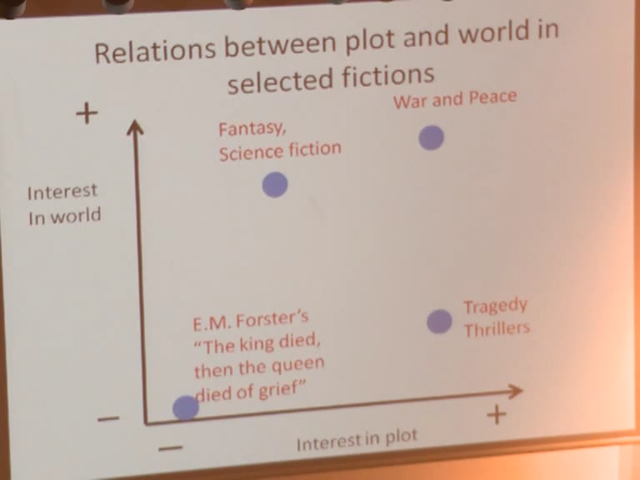 Relations between plot and world in
selected fictions
+
War and Peace
Fantasy,
Science fiction
Interest
In world
E.M. Forster's
"The king died,
then the queen
died of grief"
Tragedy
Thrillers
–
–
Interest in plot
+